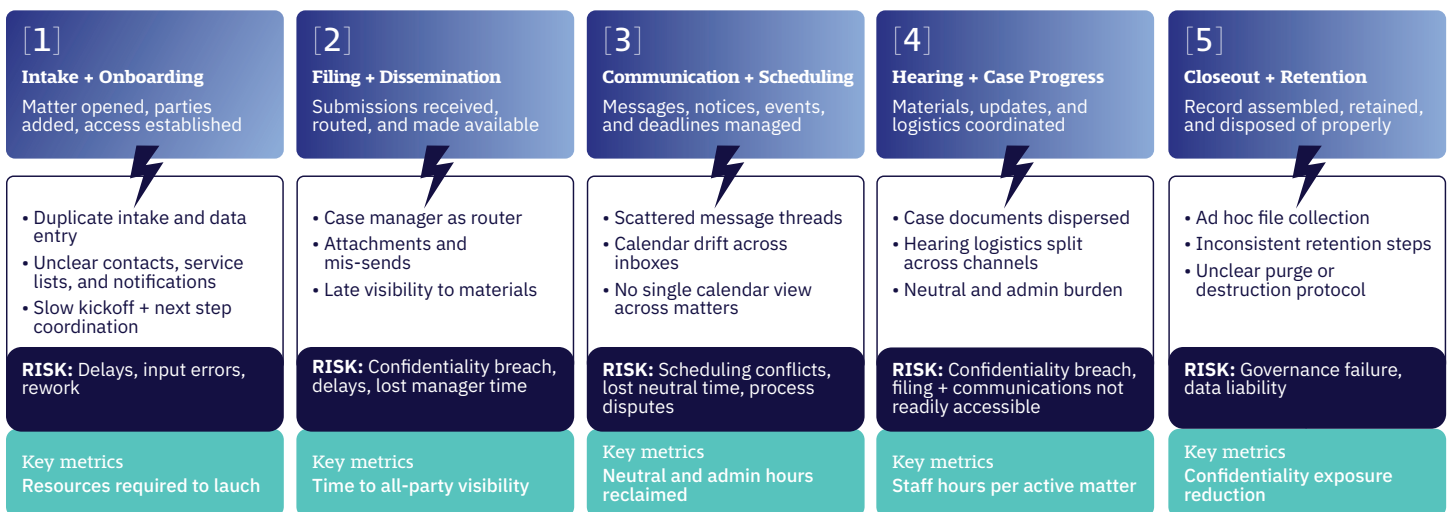 [1]
Intake + Onboarding
Matter opened, parties
added, access established
• Duplicate intake and data
entry
• Unclear contacts, service
lists, and notifications
• Slow kickoff + next step
coordination
RISK: Delays, input errors,
rework
Key metrics
Resources required to lauch
[2]
Filing + Dissemination
Submissions received,
routed, and made available
• Case manager as router
• Attachments and
mis-sends
• Late visibility to materials
RISK: Confidentiality breach,
delays, lost manager time
Key metrics
Time to all-party visibility
[3]
Communication + Scheduling
Messages, notices, events,
and deadlines managed
• Scattered message threads
• Calendar drift across
inboxes
• No single calendar view
across matters
RISK: Scheduling conflicts,
lost neutral time, process
disputes
Key metrics
Neutral and admin hours
reclaimed
[4]
Hearing + Case Progress
Materials, updates, and
logistics coordinated
• Case documents dispersed
• Hearing logistics split
across channels
• Neutral and admin burden
RISK: Confidentiality breach,
filing + communications not
readily accessible
Key metrics
Staff hours per active matter
[5]
Closeout + Retention
Record assembled, retained,
and disposed of properly
• Ad hoc file collection
• Inconsistent retention steps
• Unclear purge or
destruction protocol
RISK: Governance failure,
data liability
Key metrics
Confidentiality exposure
reduction